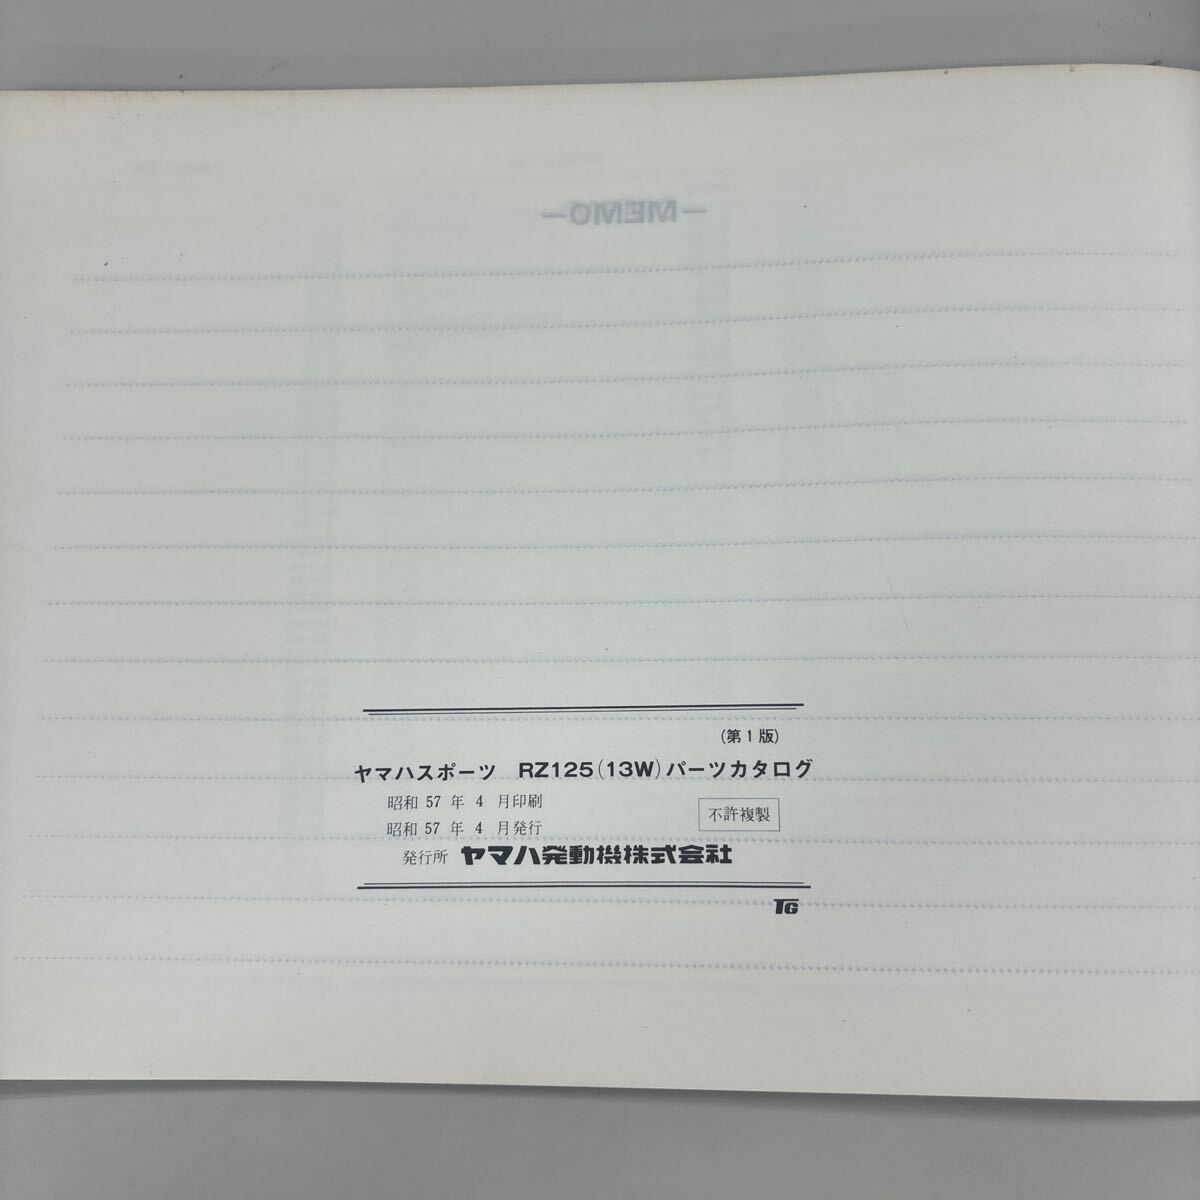 -MEMO-
(第1版)
ヤマハスポーツ RZ125(13W)パーツカタログ
昭和 57 年 4 月印刷
昭和 57 年 4 月発行
不許複製
発行所 ヤマハ発動機株式会社
TG